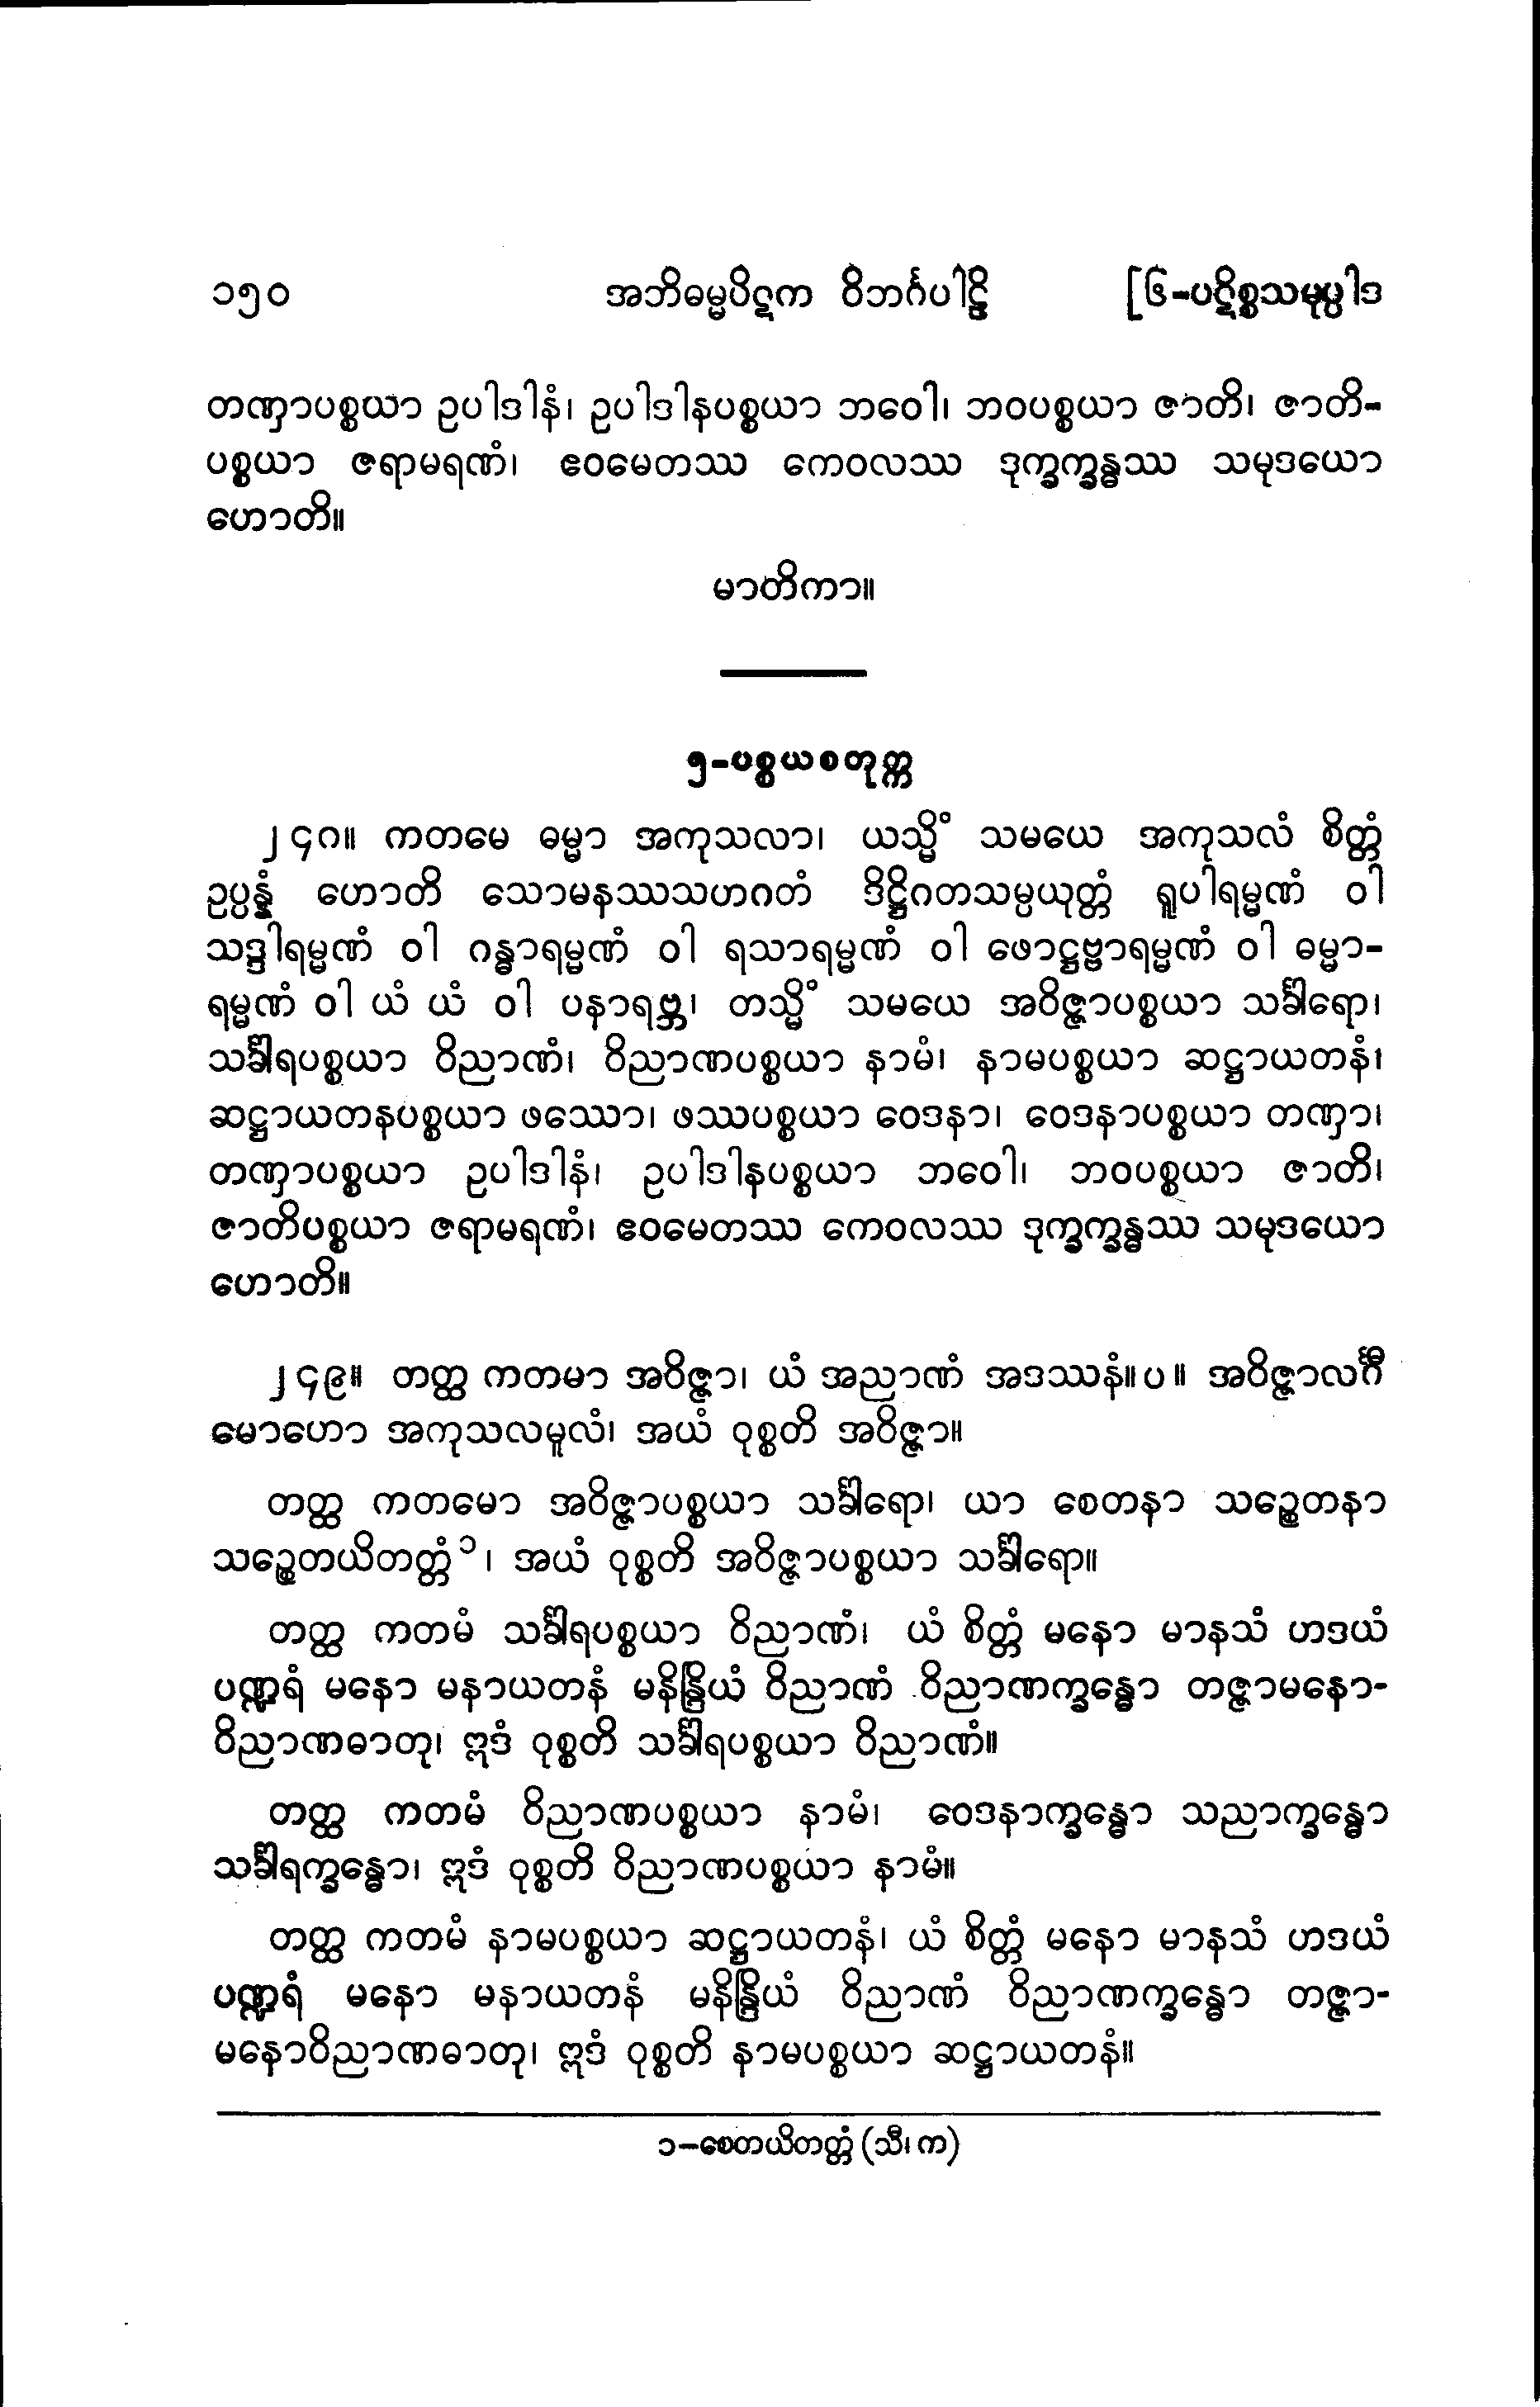 ၁၅၀ အဘိဓမ္မပိဋက ဝိဘင်္ဂပါဠိ [၆-ပဋိစ္စသမုပ္ပါဒ
တဏှာပစ္စယာ ဥပါဒါနံ၊ ဥပါဒါနပစ္စယာ ဘဝေါ၊ ဘဝပစ္စယာ ဇာတိ၊ ဇာတိ-
ပစ္စယာ ဇရာမရဏံ၊ ဧဝမေတဿ ကေဝလဿ ဒုက္ခက္ခန္ဓဿ သမုဒယော
ဟောတိ။
မာတိကာ။
၅-ပစ္စယစတုက္က
၂၄၈။ ကတမေ ဓမ္မာ အကုသလာ၊ ယသ္မိံ သမယေ အကုသလံ စိတ္တံ
ဥပ္ပန္နံ ဟောတိ သောမနဿသဟဂတံ ဒိဋ္ဌိဂတသမ္ပယုတ္တံ ရူပါရမ္မဏံ ဝါ
သဒ္ဒါရမ္မဏံ ဝါ ဂန္ဓာရမ္မဏံ ဝါ ရသာရမ္မဏံ ဝါ ဖောဋ္ဌဗ္ဗာရမ္မဏံ ဝါ ဓမ္မာ-
ရမ္မဏံ ဝါ ယံ ယံ ဝါ ပနာရဗ္ဘ၊ တသ္မိံ သမယေ အဝိဇ္ဇာပစ္စယာ သင်္ခါရော၊
သင်္ခါရပစ္စယာ ဝိညာဏံ၊ ဝိညာဏပစ္စယာ နာမံ၊ နာမပစ္စယာ ဆဋ္ဌာယတနံ၊
ဆဋ္ဌာယတနပစ္စယာ ဖဿော၊ ဖဿပစ္စယာ ဝေဒနာ၊ ဝေဒနာပစ္စယာ တဏှာ၊
တဏှာပစ္စယာ ဥပါဒါနံ၊ ဥပါဒါနပစ္စယာ ဘဝေါ၊ ဘဝပစ္စယာ ဇာတိ၊
ဇာတိပစ္စယာ ဇရာမရဏံ၊ ဧဝမေတဿ ကေဝလဿ ဒုက္ခက္ခန္ဓဿ သမုဒယော
ဟောတိ။
၂၄၉။ တတ္ထ ကတမာ အဝိဇ္ဇာ၊ ယံ အညာဏံ အဒဿနံ။ပ။ အဝိဇ္ဇာလင်္ဂီ
မောဟော အကုသလမူလံ၊ အယံ ဝုစ္စတိ အဝိဇ္ဇာ။
တတ္ထ ကတမော အဝိဇ္ဇာပစ္စယာ သင်္ခါရော၊ ယာ စေတနာ သဉ္စေတနာ
သဉ္စေတယိတတ္တံ၁၊ အယံ ဝုစ္စတိ အဝိဇ္ဇာပစ္စယာ သင်္ခါရော။
တတ္ထ ကတမံ သင်္ခါရပစ္စယာ ဝိညာဏံ၊ ယံ စိတ္တံ မနော မာနသံ ဟဒယံ
ပဏ္ဍရံ မနော မနာယတနံ မနိန္ဒြိယံ ဝိညာဏံ ဝိညာဏက္ခန္ဓော တဇ္ဇာမနော-
ဝိညာဏဓာတု၊ ဣဒံ ဝုစ္စတိ သင်္ခါရပစ္စယာ ဝိညာဏံ။
တတ္ထ ကတမံ ဝိညာဏပစ္စယာ နာမံ၊ ဝေဒနာက္ခန္ဓော သညာက္ခန္ဓော
သင်္ခါရက္ခန္ဓော၊ ဣဒံ ဝုစ္စတိ ဝိညာဏပစ္စယာ နာမံ။
တတ္ထ ကတမံ နာမပစ္စယာ ဆဋ္ဌာယတနံ၊ ယံ စိတ္တံ မနော မာနသံ ဟဒယံ
ပဏ္ဍရံ မနော မနာယတနံ မနိန္ဒြိယံ ဝိညာဏံ ဝိညာဏက္ခန္ဓော တဇ္ဇာ-
မနောဝိညာဏဓာတု၊ ဣဒံ ဝုစ္စတိ နာမပစ္စယာ ဆဋ္ဌာယတနံ။
၁-စေတယိတတ္တံ (သီ၊ က)